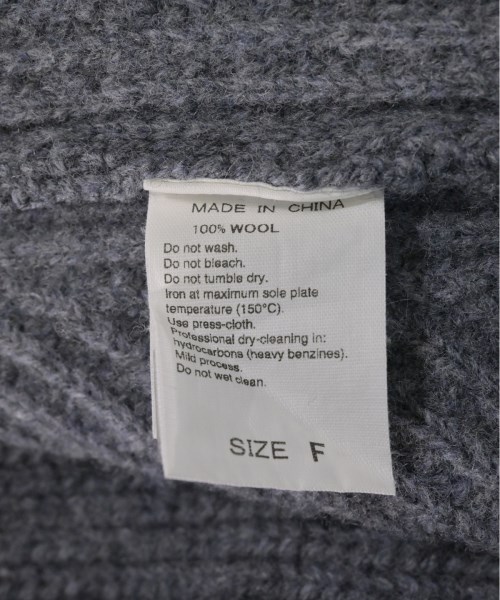 MADE IN CHINA
100% WOOL
Do not wash.
Do not bleach.
Do not tumble dry.
Iron at maximum sole plate
temperature (150°C).
Use press-cloth.
Professional dry-cleaning in:
hydrocarbons (heavy benzines).
Mild process.
Do not wet clean.
SIZE F